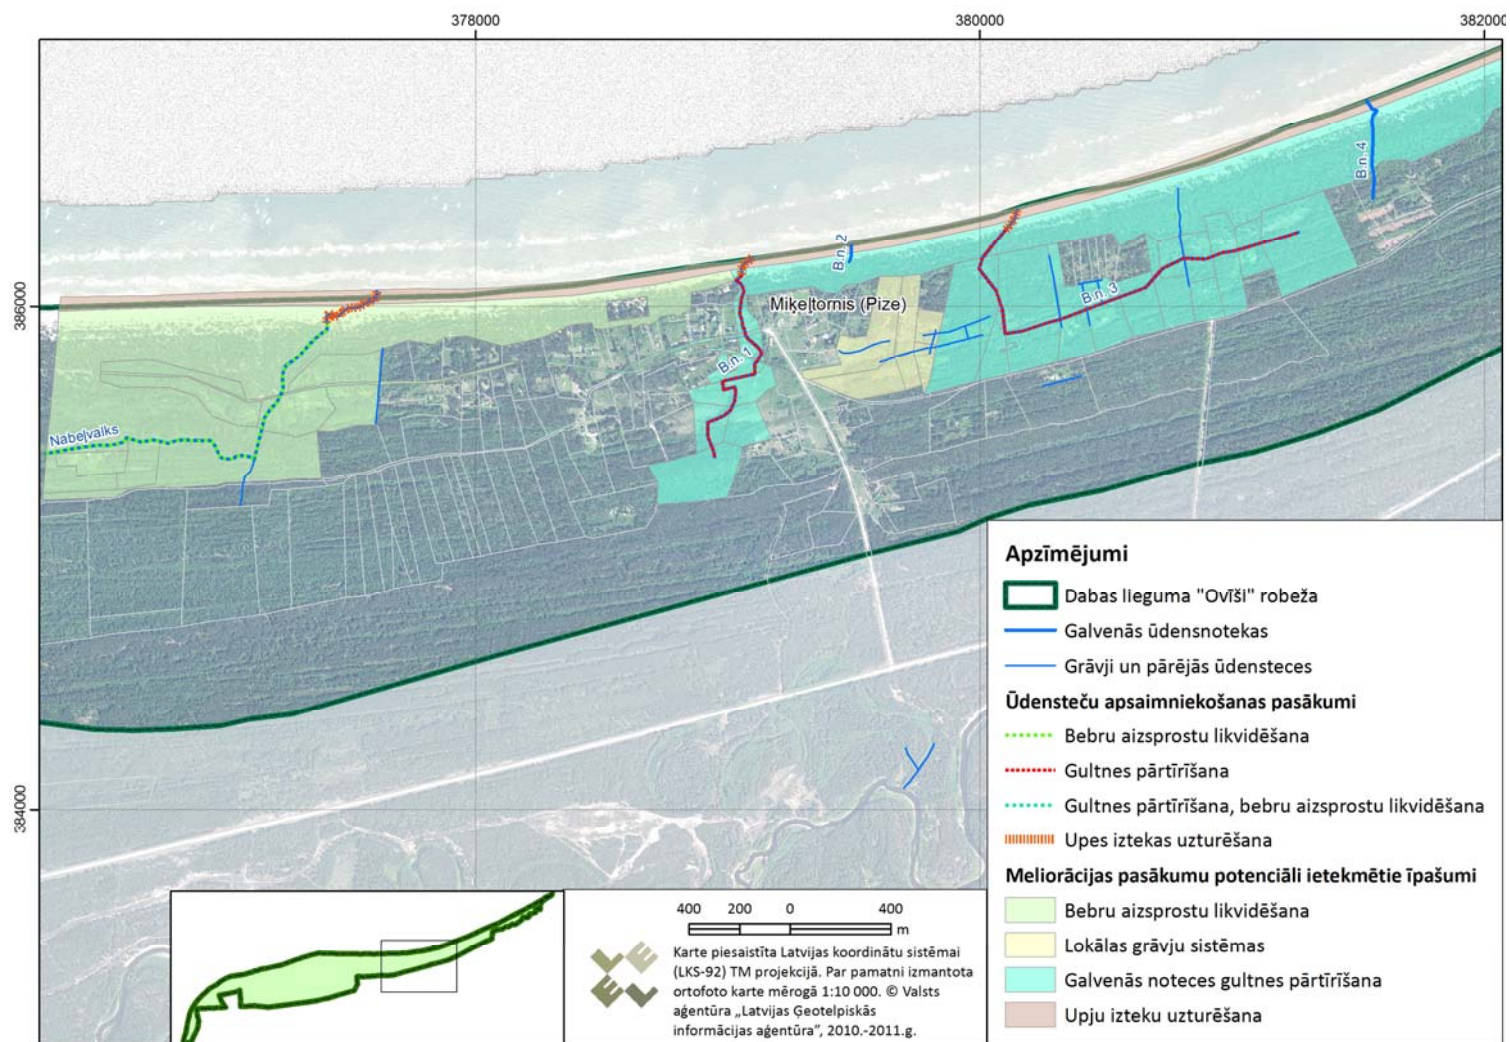 378000
380000
382000
386000
384000
B.n. 4
B.n. 2
Miķeļtornis (Pize)
B.n. 3
B.n. 1
Nabeļvalks
Apzīmējumi
Dabas lieguma "Ovīši" robeža
Galvenās ūdensnotekas
Grāvji un pārējās ūdensteces
Ūdensteču apsaimniekošanas pasākumi
Bebru aizsprostu likvidēšana
Gultnes pārtīrīšana
Gultnes pārtīrīšana, bebru aizsprostu likvidēšana
Upes iztekas uzturēšana
Meliorācijas pasākumu potenciāli ietekmētie īpašumi
Bebru aizsprostu likvidēšana
Lokālas grāvju sistēmas
Galvenās noteces gultnes pārtīrīšana
Upju izteku uzturēšana
400 200 0 400
m
Karte piesaistīta Latvijas koordinātu sistēmai
(LKS-92) TM projekcijā. Par pamatni izmantota
ortofoto karte mērogā 1:10 000. © Valsts
aģentūra „Latvijas Ģeotelpiskās
informācijas aģentūra”, 2010.-2011.g.